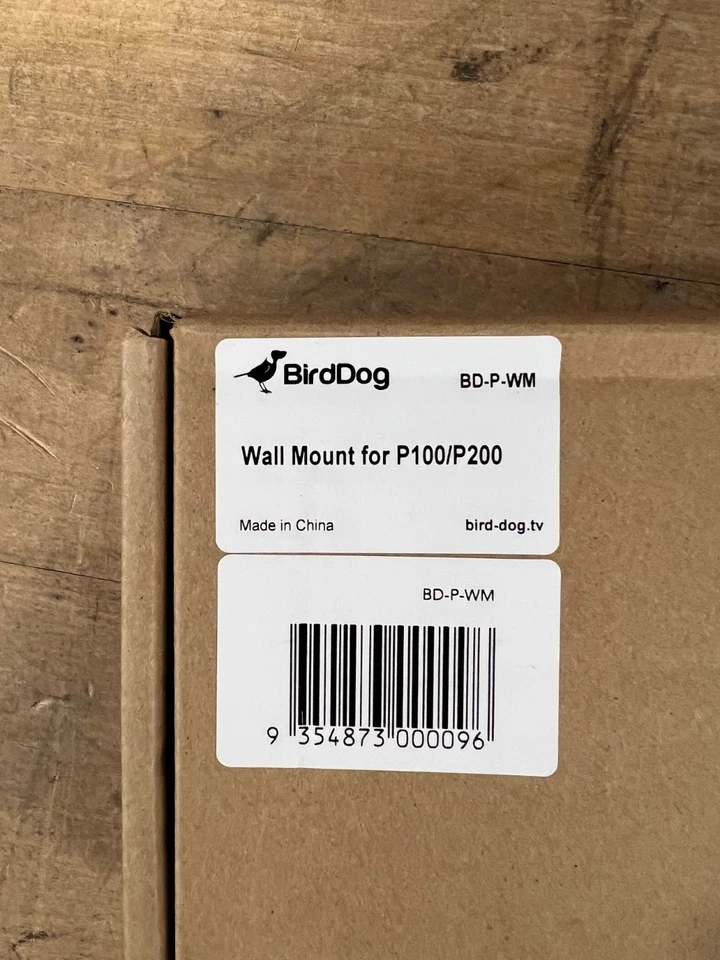 BirdDog BD-P-WM
Wall Mount for P100/P200
Made in China bird-dog.tv
BD-P-WM
9 354873 000096